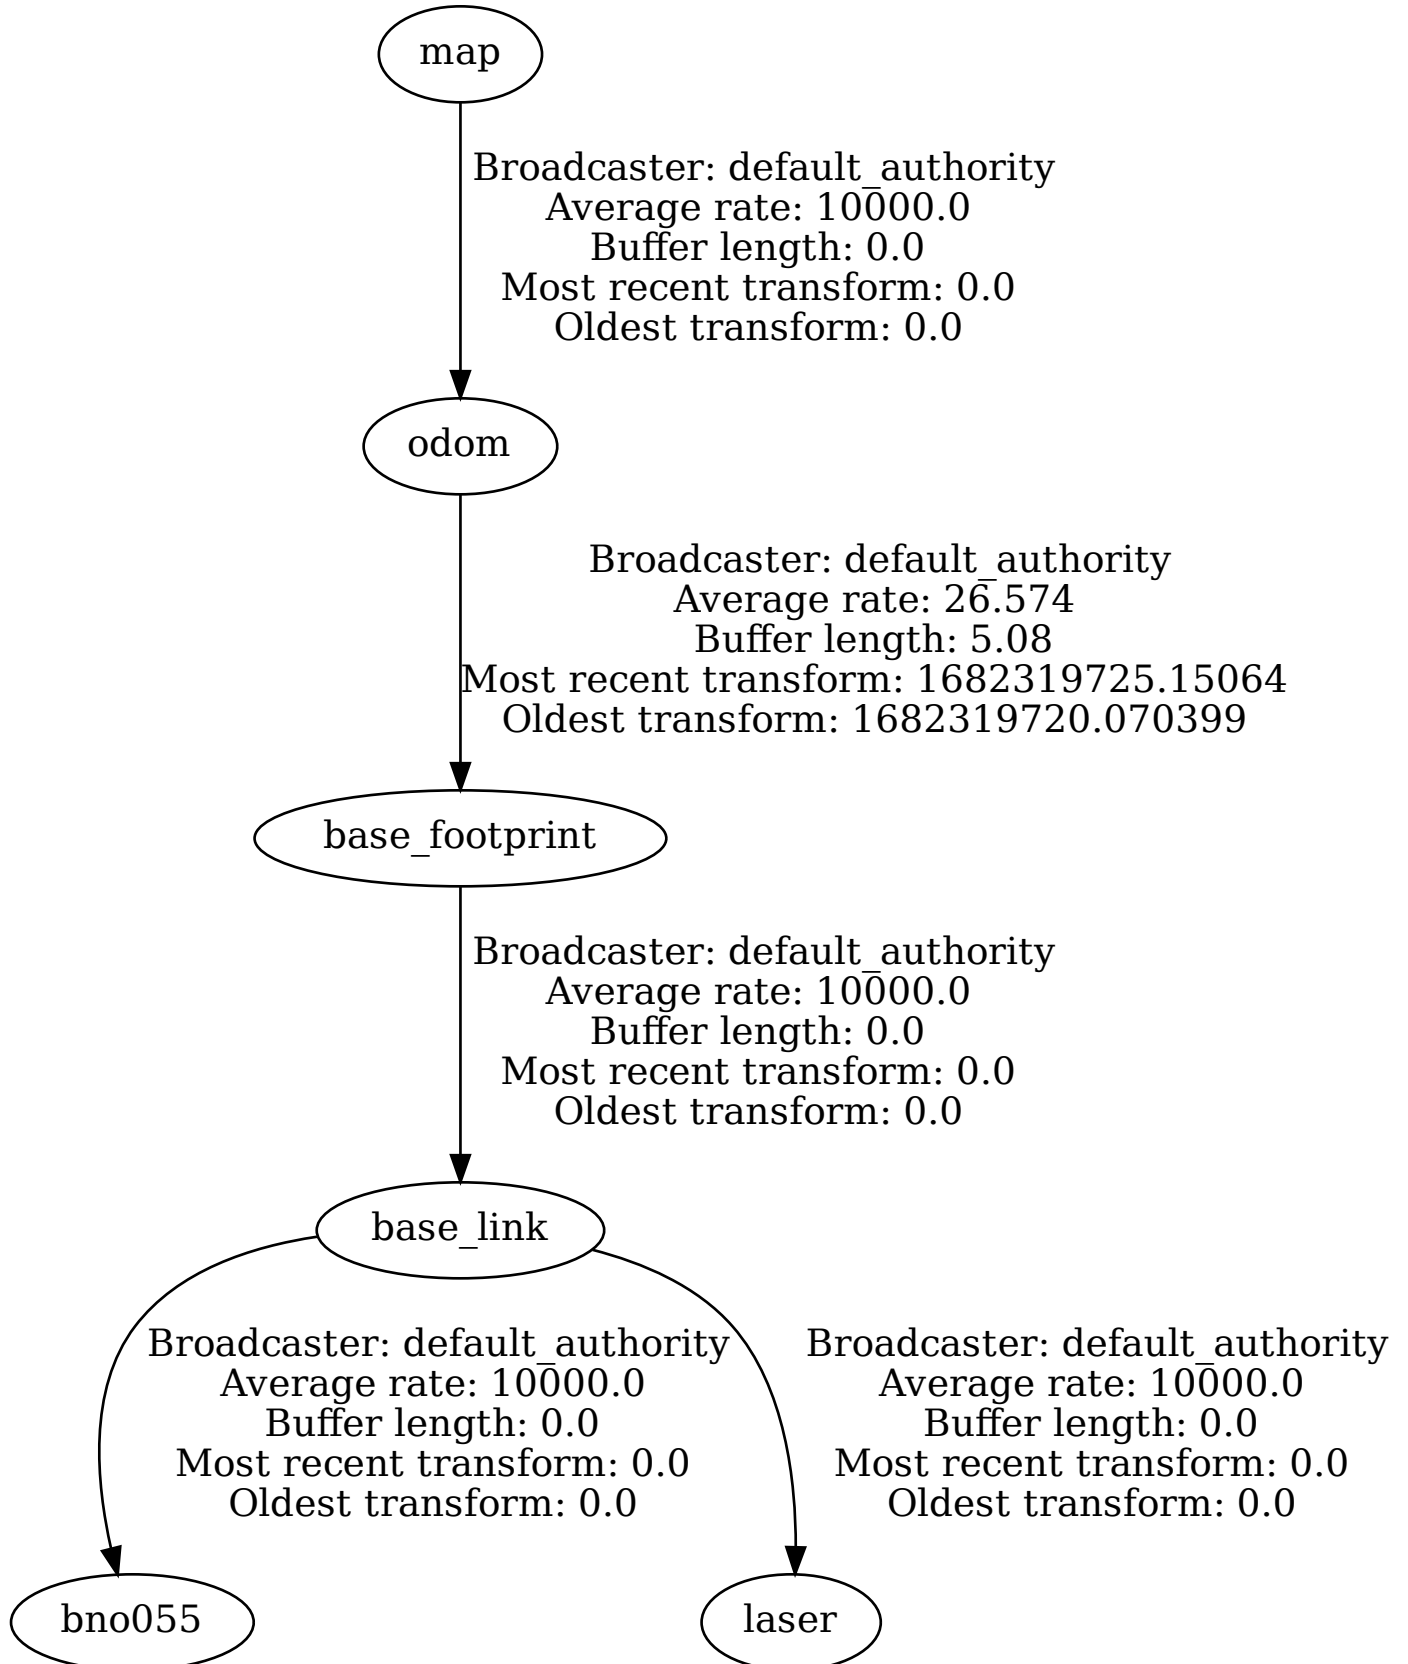 map
Broadcaster: default_authority
Average rate: 10000.0
Buffer length: 0.0
Most recent transform: 0.0
Oldest transform: 0.0
odom
Broadcaster: default_authority
Average rate: 26.574
Buffer length: 5.08
Most recent transform: 1682319725.15064
Oldest transform: 1682319720.070399
base_footprint
Broadcaster: default_authority
Average rate: 10000.0
Buffer length: 0.0
Most recent transform: 0.0
Oldest transform: 0.0
base_link
Broadcaster: default_authority
Average rate: 10000.0
Buffer length: 0.0
Most recent transform: 0.0
Oldest transform: 0.0
Broadcaster: default_authority
Average rate: 10000.0
Buffer length: 0.0
Most recent transform: 0.0
Oldest transform: 0.0
bno055
laser